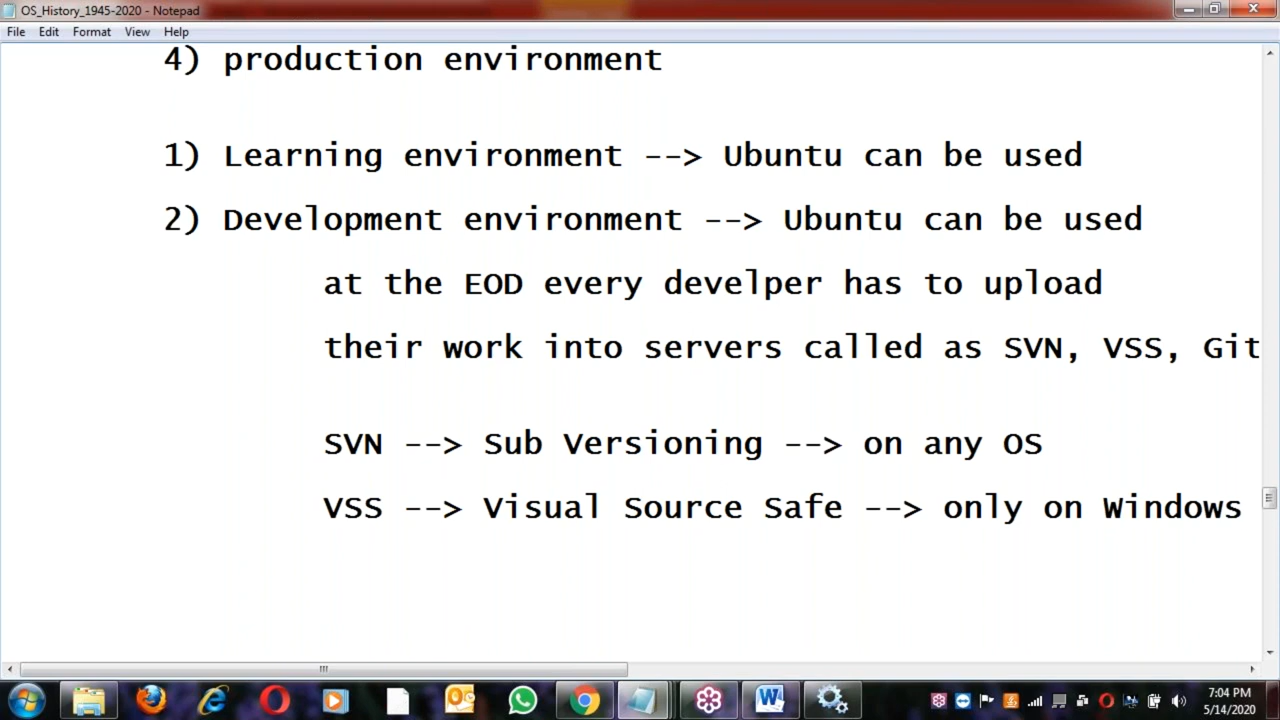 OS_History_1945-2020 - Notepad
File Edit Format View Help
4) production environment
1) Learning environment --> Ubuntu can be used
2) Development environment --> Ubuntu can be used
at the EOD every develper has to upload
their work into servers called as SVN, VSS, Git
SVN --> Sub Versioning --> on any OS
VSS --> Visual Source Safe --> only on Windows
7:04 PM
5/14/2020